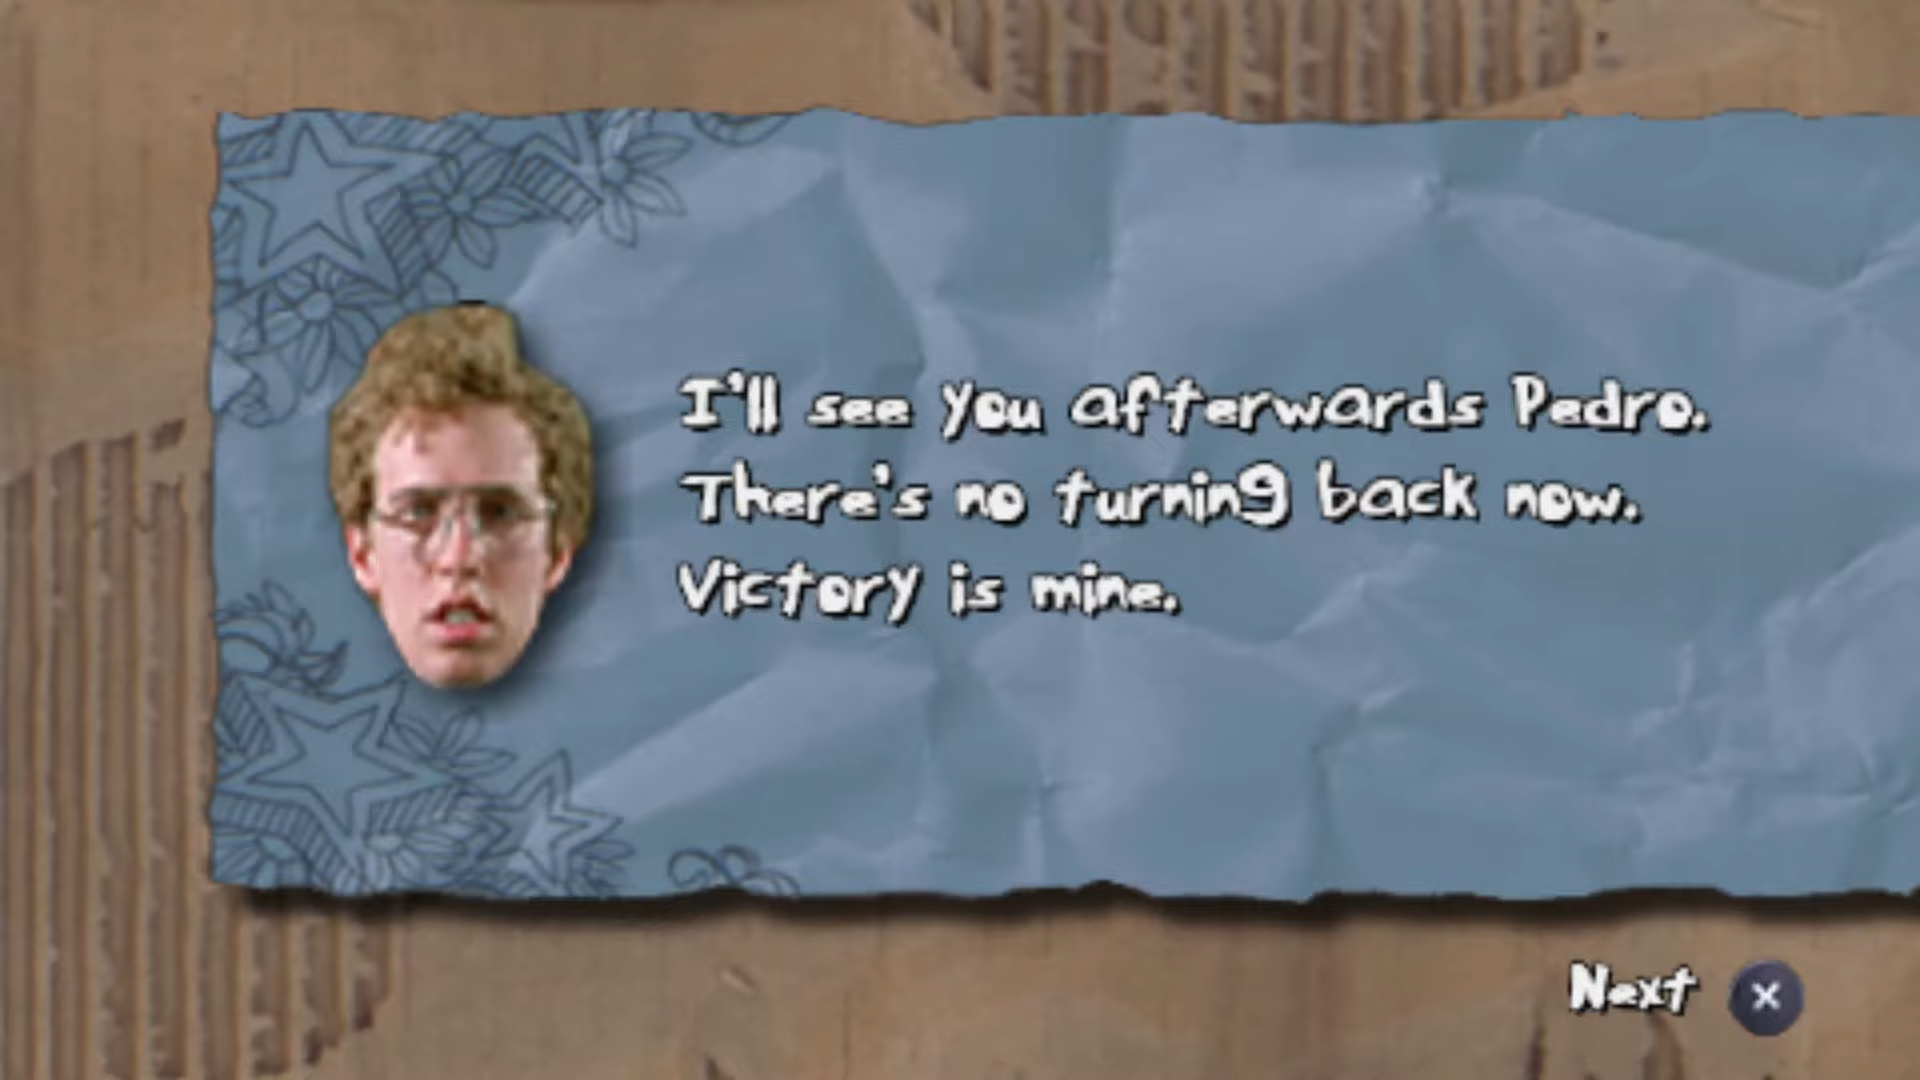 I'll see you afterwards Pedro.
There's no turning back now.
Victory is mine.
Next